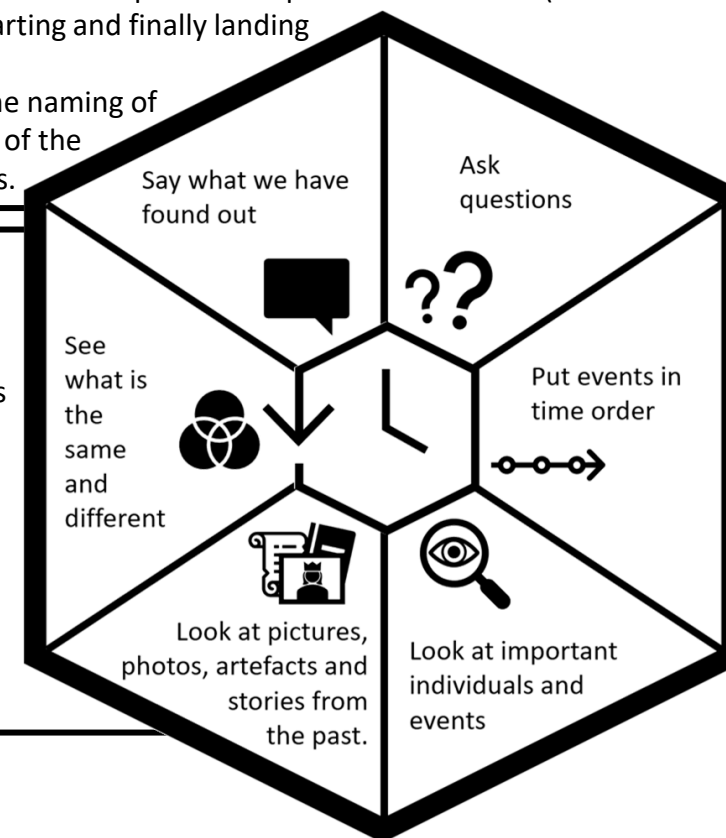 arting and finally landing
ne naming of
of the
s.
Say what we have
found out
Ask
questions
??
See
what is
the
same
and
different
s
Put events in
time order
Look at pictures,
photos, artefacts and
stories from
the past.
Look at important
individuals and
events